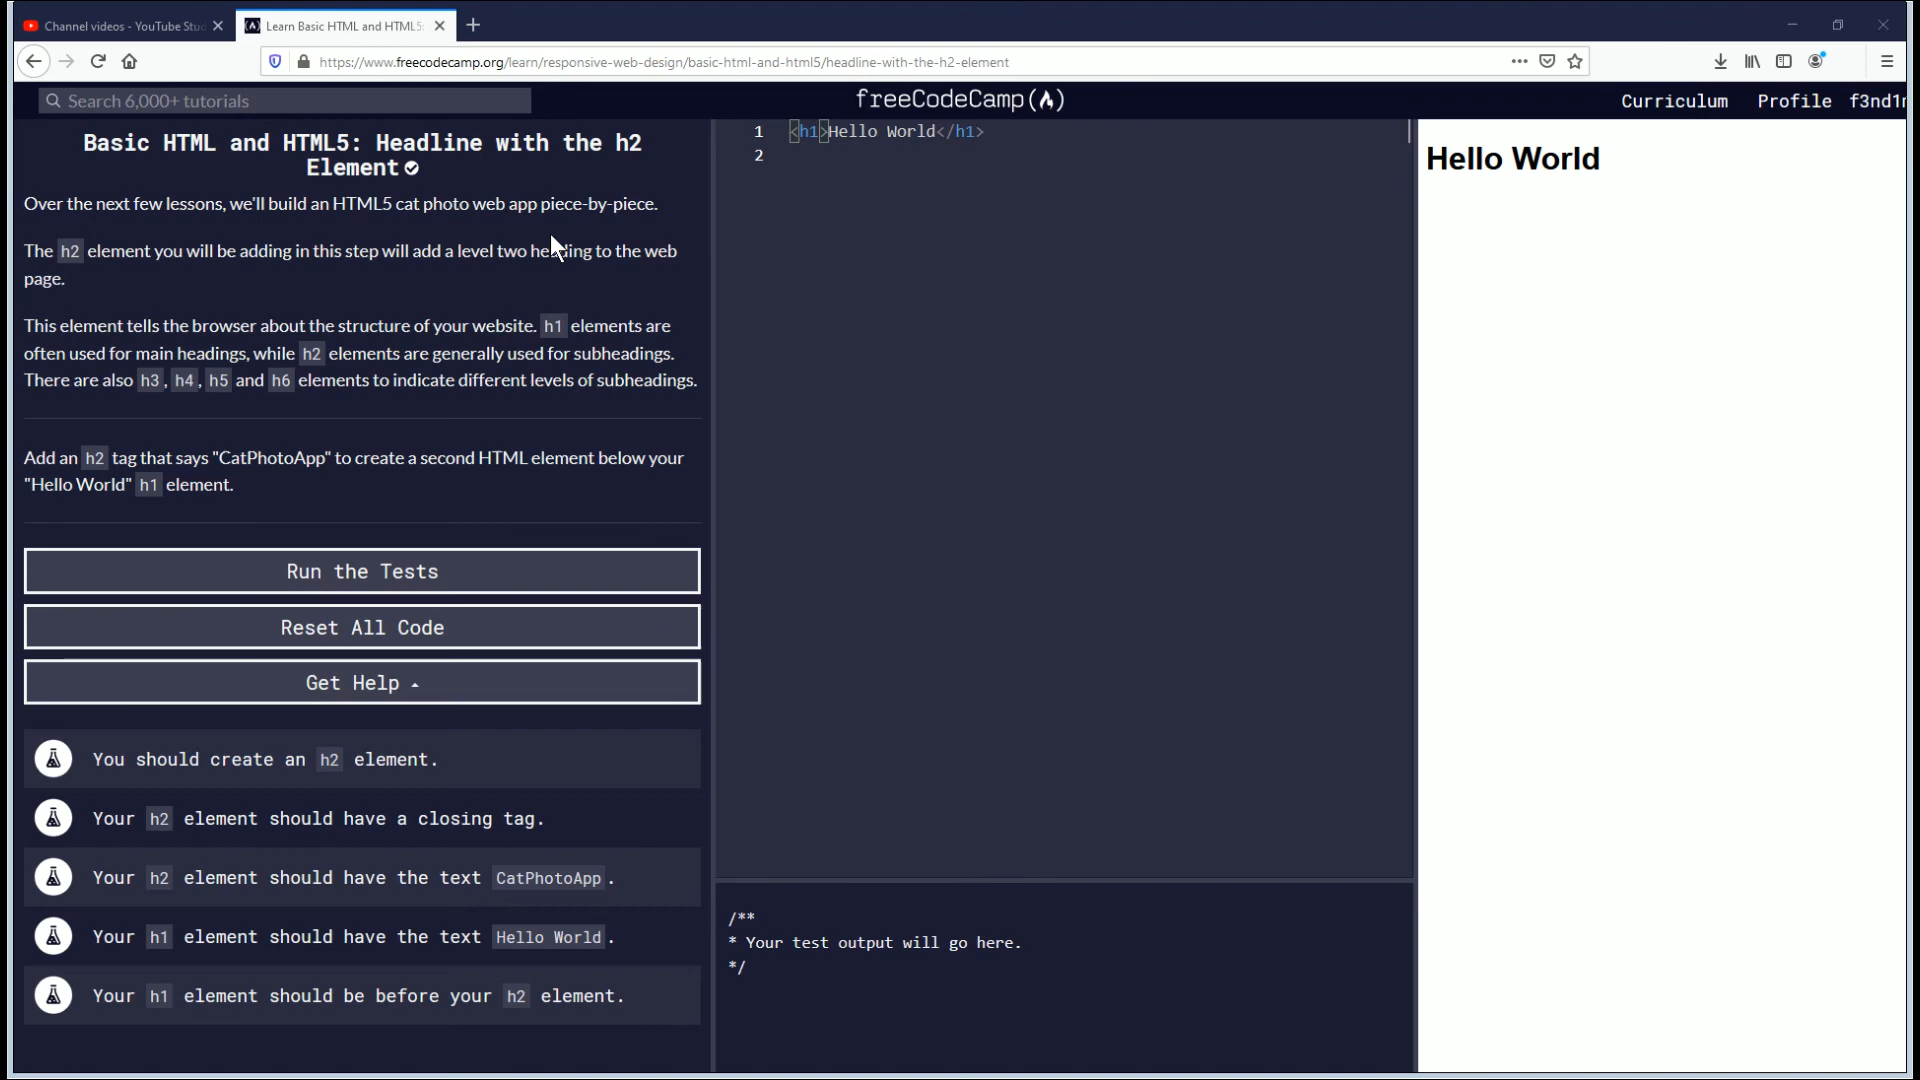 Channel videos - YouTube Stud
Learn Basic HTML and HTML5:
https://www.freecodecamp.org/learn/responsive-web-design/basic-html-and-html5/headline-with-the-h2-element
Search 6,000+ tutorials
freeCodeCamp
Curriculum
Profile
Basic HTML and HTML5: Headline with the h2
Element
Over the next few lessons, we'll build an HTML5 cat photo web app piece-by-piece.
The h2 element you will be adding in this step will add a level two heading to the web
page.
This element tells the browser about the structure of your website. h1 elements are
often used for main headings, while h2 elements are generally used for subheadings.
There are also h3, h4, h5 and h6 elements to indicate different levels of subheadings.
Add an h2 tag that says "CatPhotoApp" to create a second HTML element below your
"Hello World" h1 element.
Run the Tests
Reset All Code
Get Help
You should create an h2 element.
Your h2 element should have a closing tag.
Your h2 element should have the text CatPhotoApp.
Your h1 element should have the text Hello World.
Your h1 element should be before your h2 element.
1 <h1>Hello World</h1>
2
/**
* Your test output will go here.
*/
Hello World